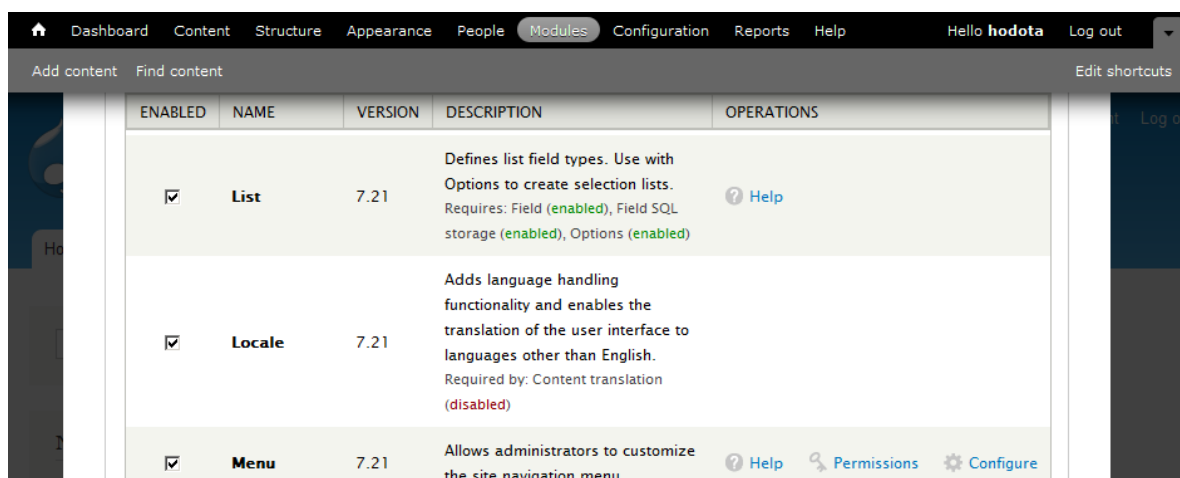 Dashboard Content Structure Appearance People Modules Configuration Reports Help Hello hodota Log out
Add content Find content Edit shortcuts
ENABLED NAME VERSION DESCRIPTION OPERATIONS
Defines list field types. Use with
Options to create selection lists.
List 7.21 Help
Requires: Field (enabled), Field SQL
storage (enabled), Options (enabled)
Adds language handling
functionality and enables the
translation of the user interface to
Locale 7.21
languages other than English.
Required by: Content translation
(disabled)
Allows administrators to customize
Menu 7.21 Help Permissions Configure
the site navigation menu.